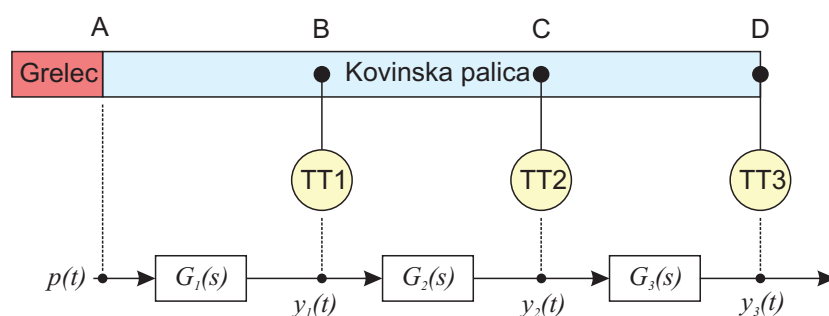 A B C D
Grelec Kovinska palica
TT1 TT2 TT3
p(t) G₁(s) G₂(s) G₃(s)
y₁(t) y₂(t) y₃(t)